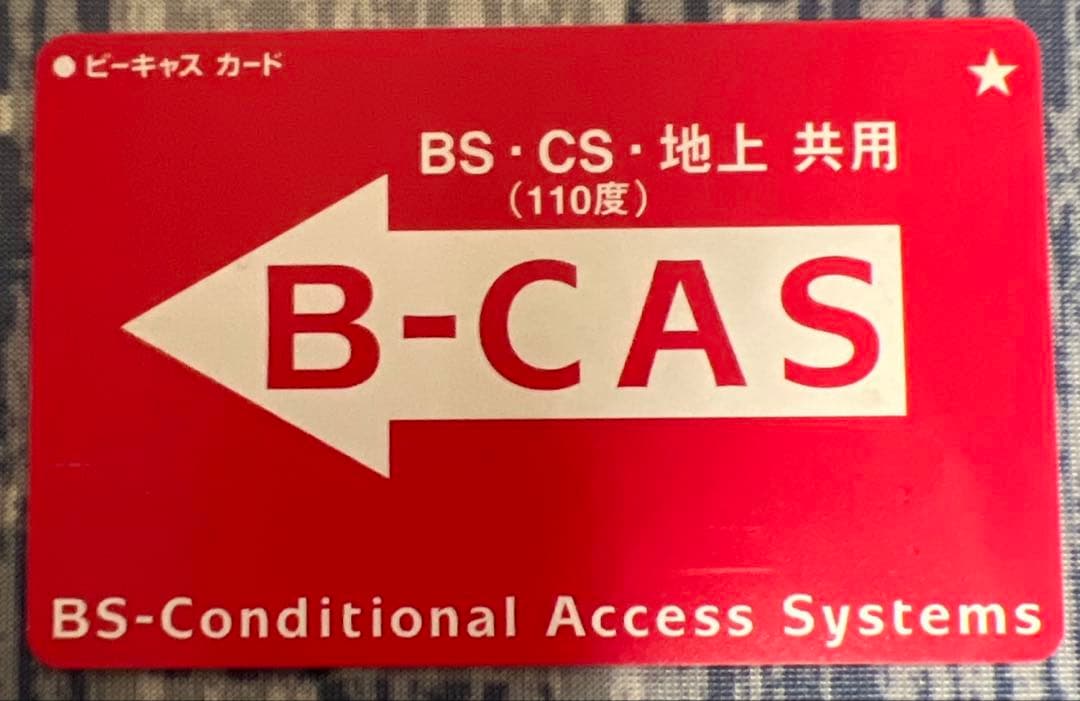 ● ビーキャス カード
★
BS・CS・地上 共用
（110度）
B-CAS
BS-Conditional Access Systems